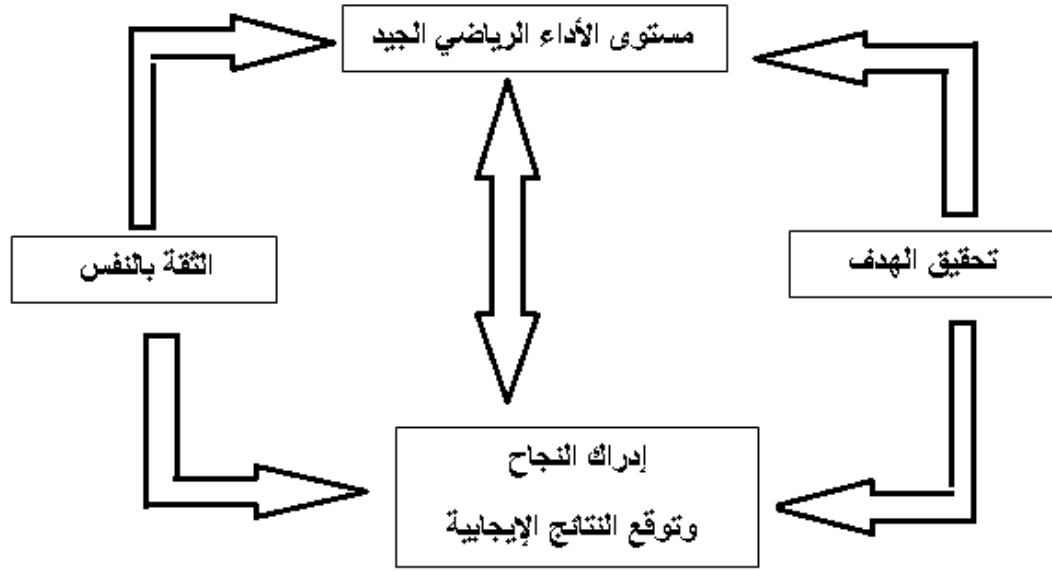 مستوى الأداء الرياضي الجيد
تحقيق الهدف
الثقة بالنفس
إدراك النجاح
وتوقع النتائج الإيجابية